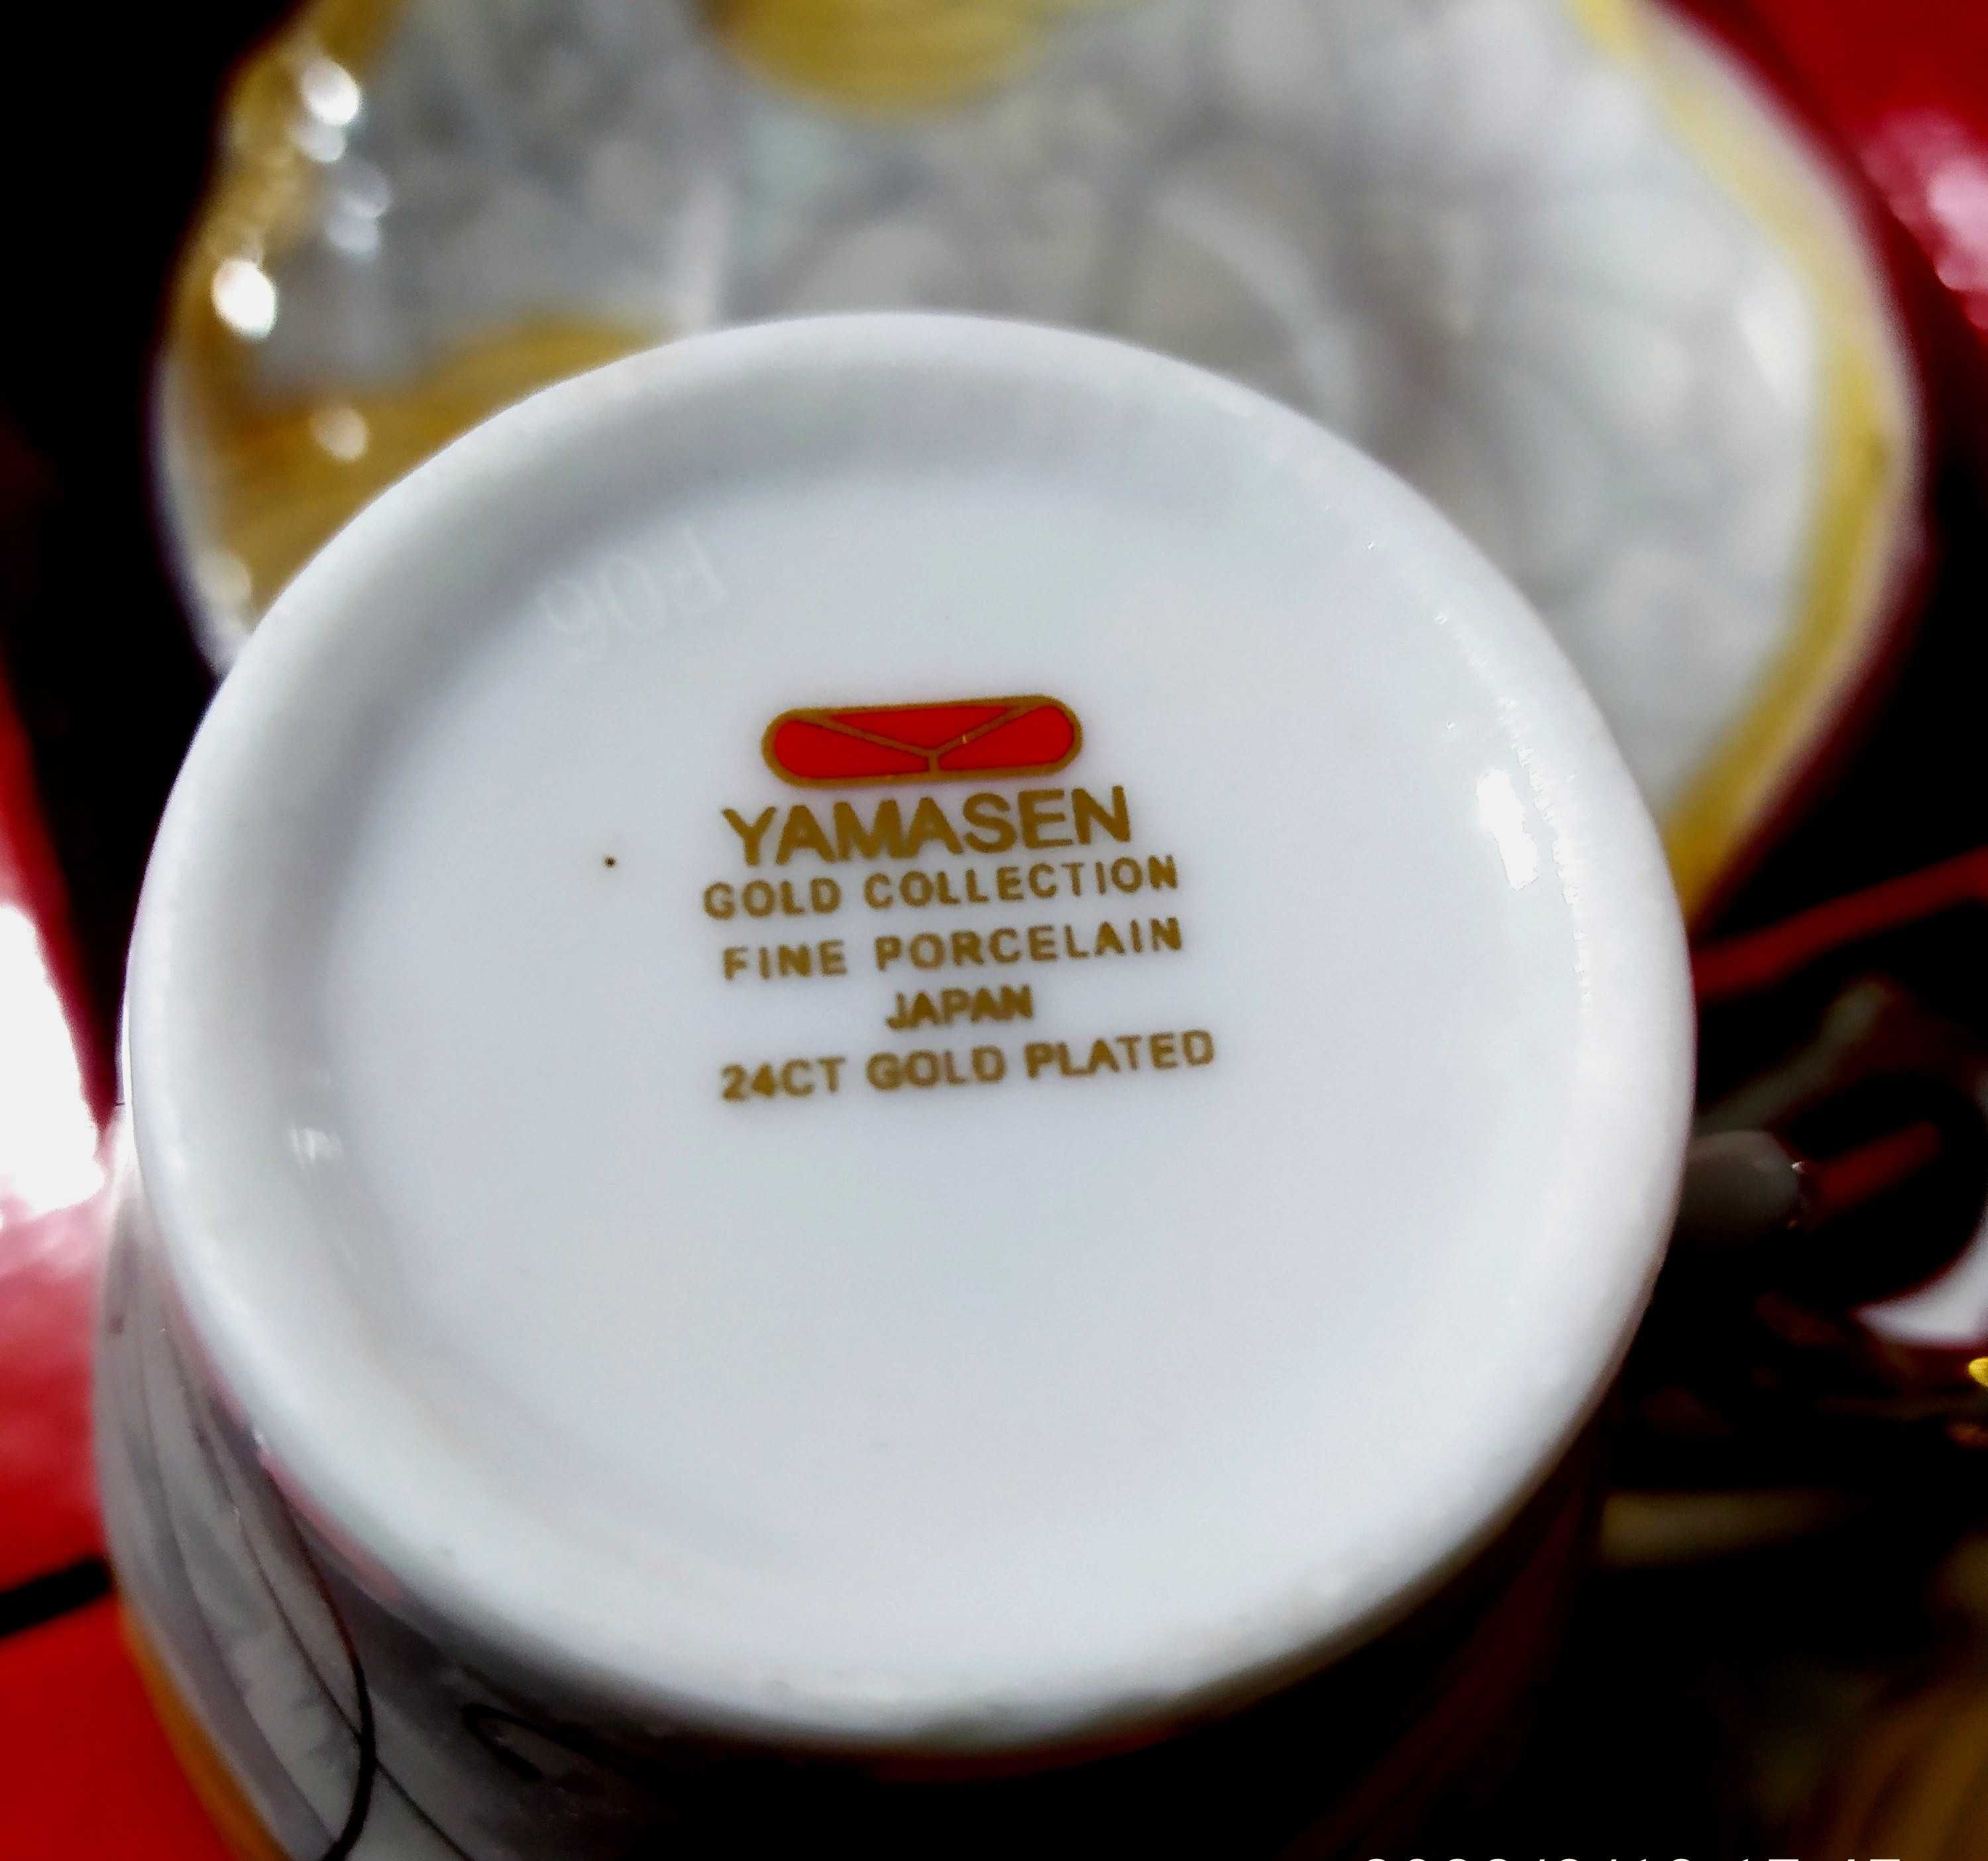 YAMASEN
GOLD COLLECTION
FINE PORCELAIN
JAPAN
24CT GOLD PLATED